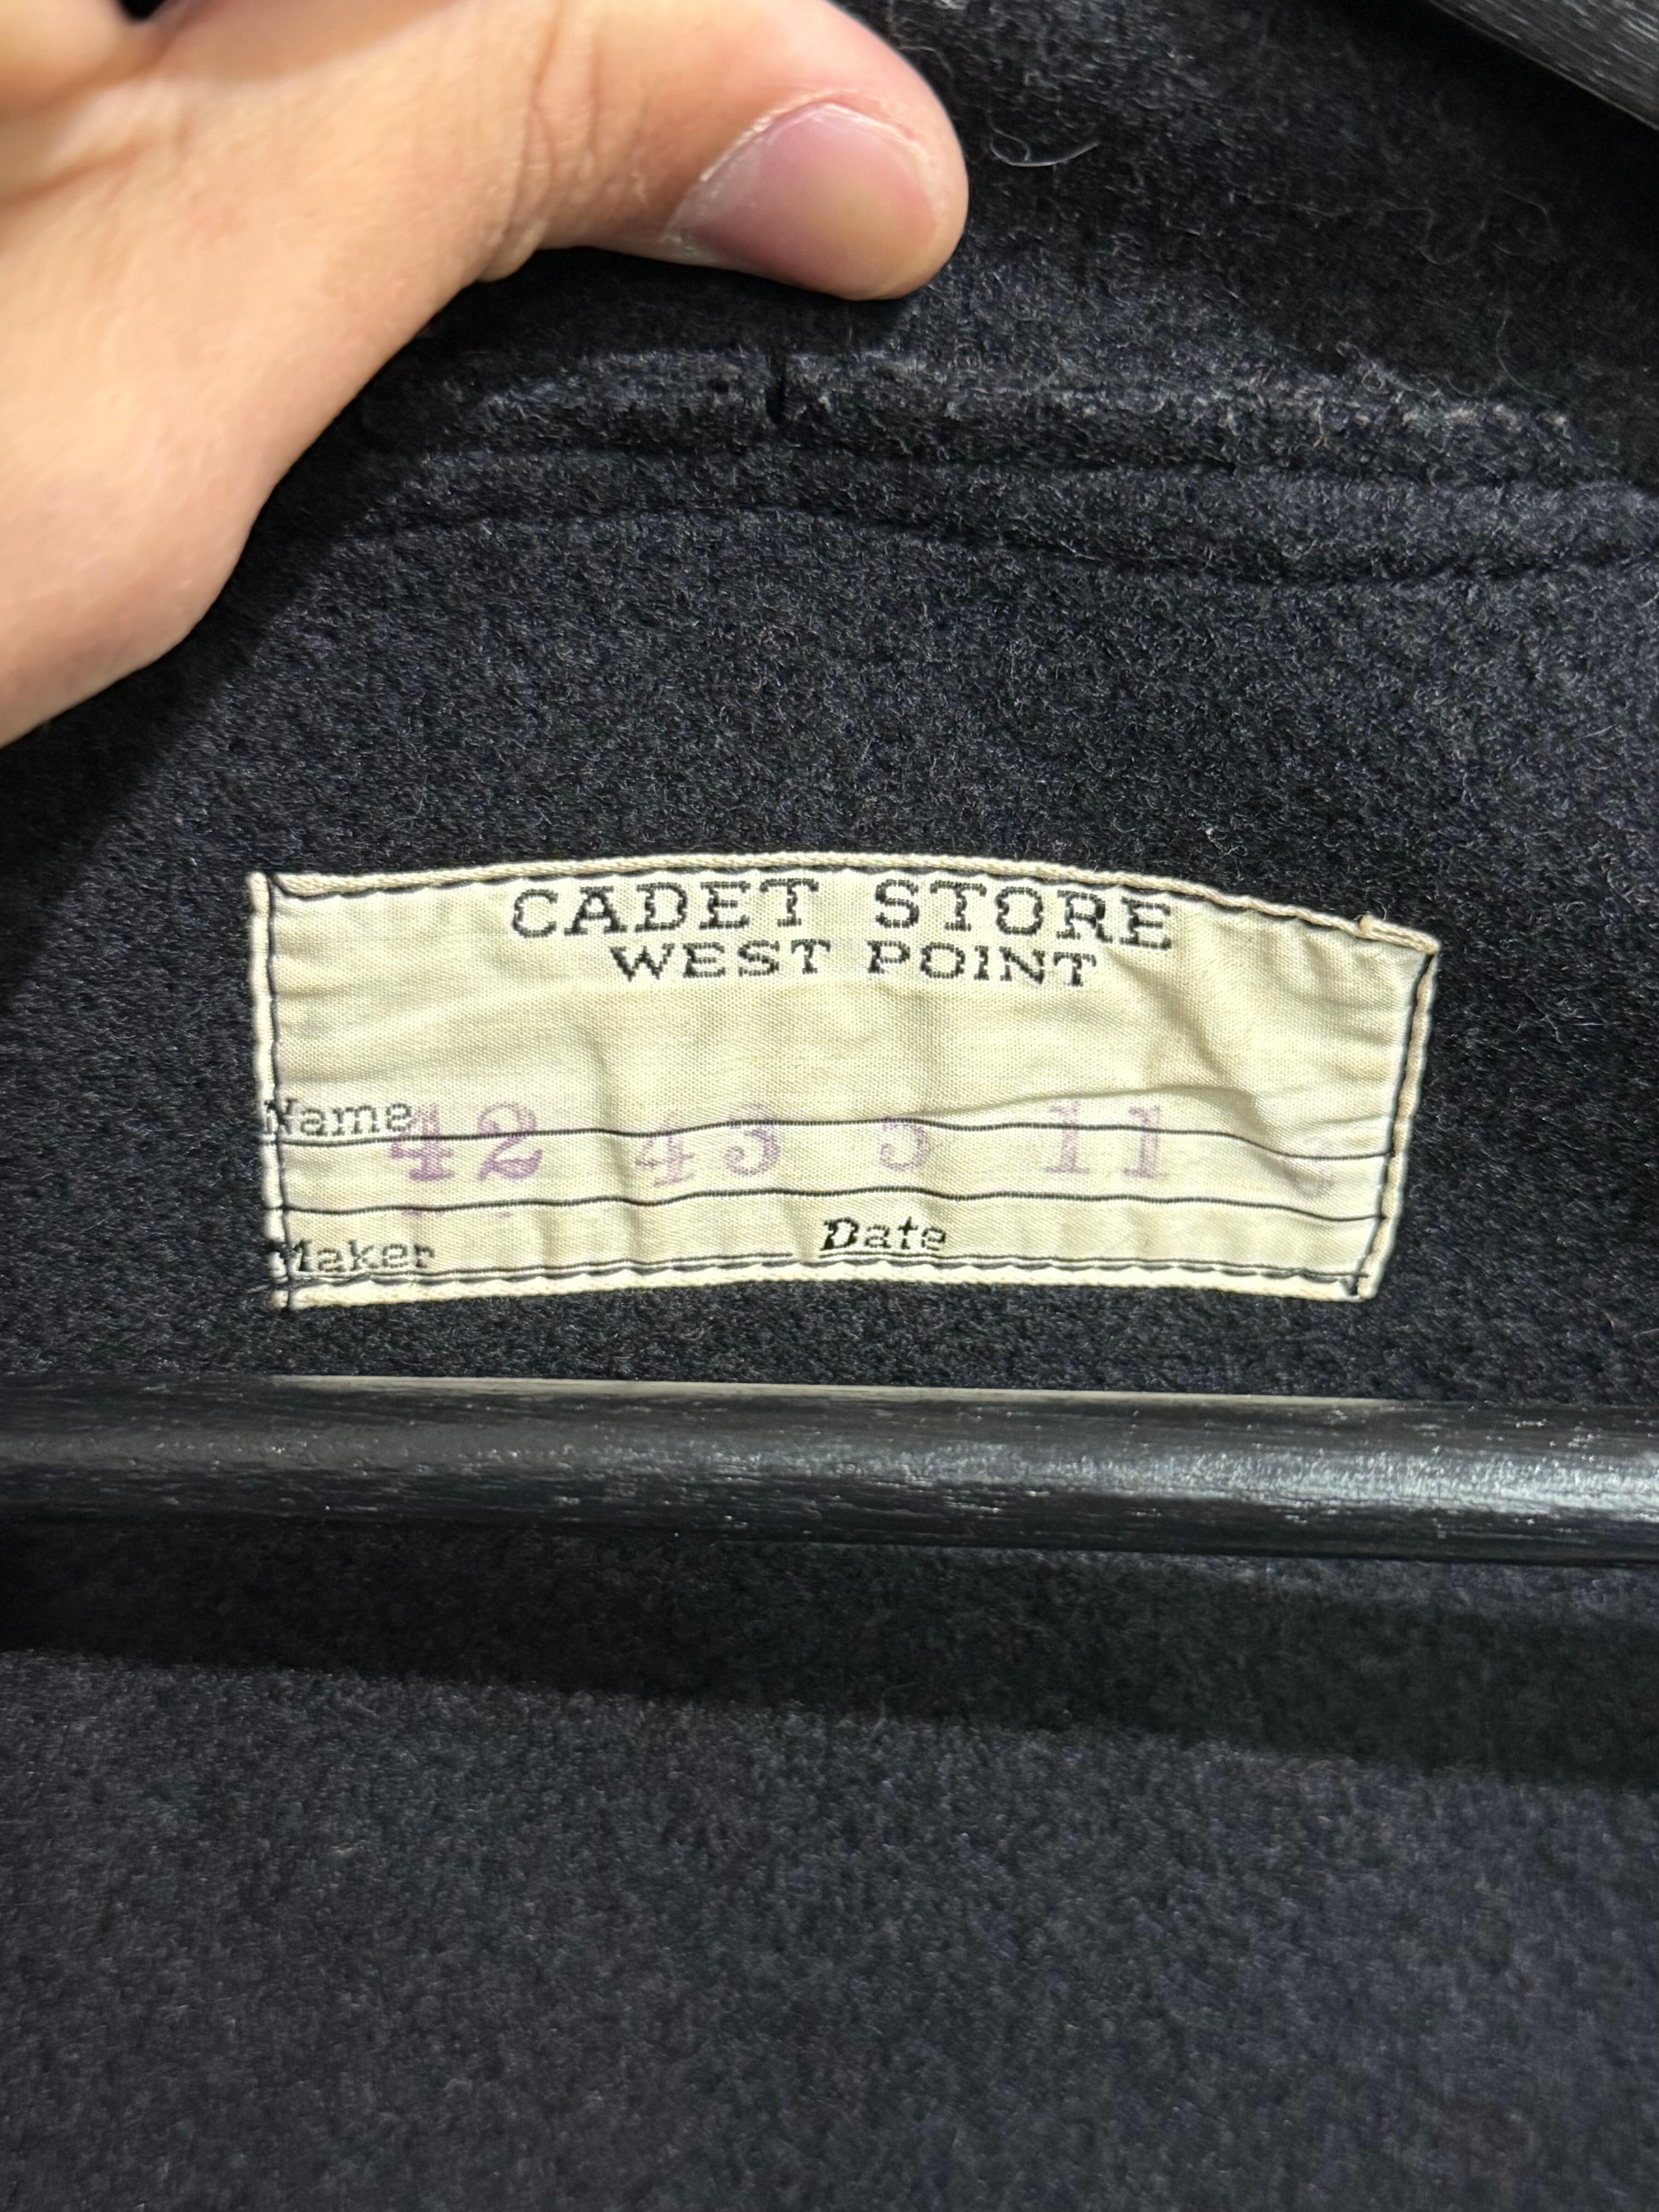 CADET STORE
WEST POINT
Name
42 43 5 11
Maker Date